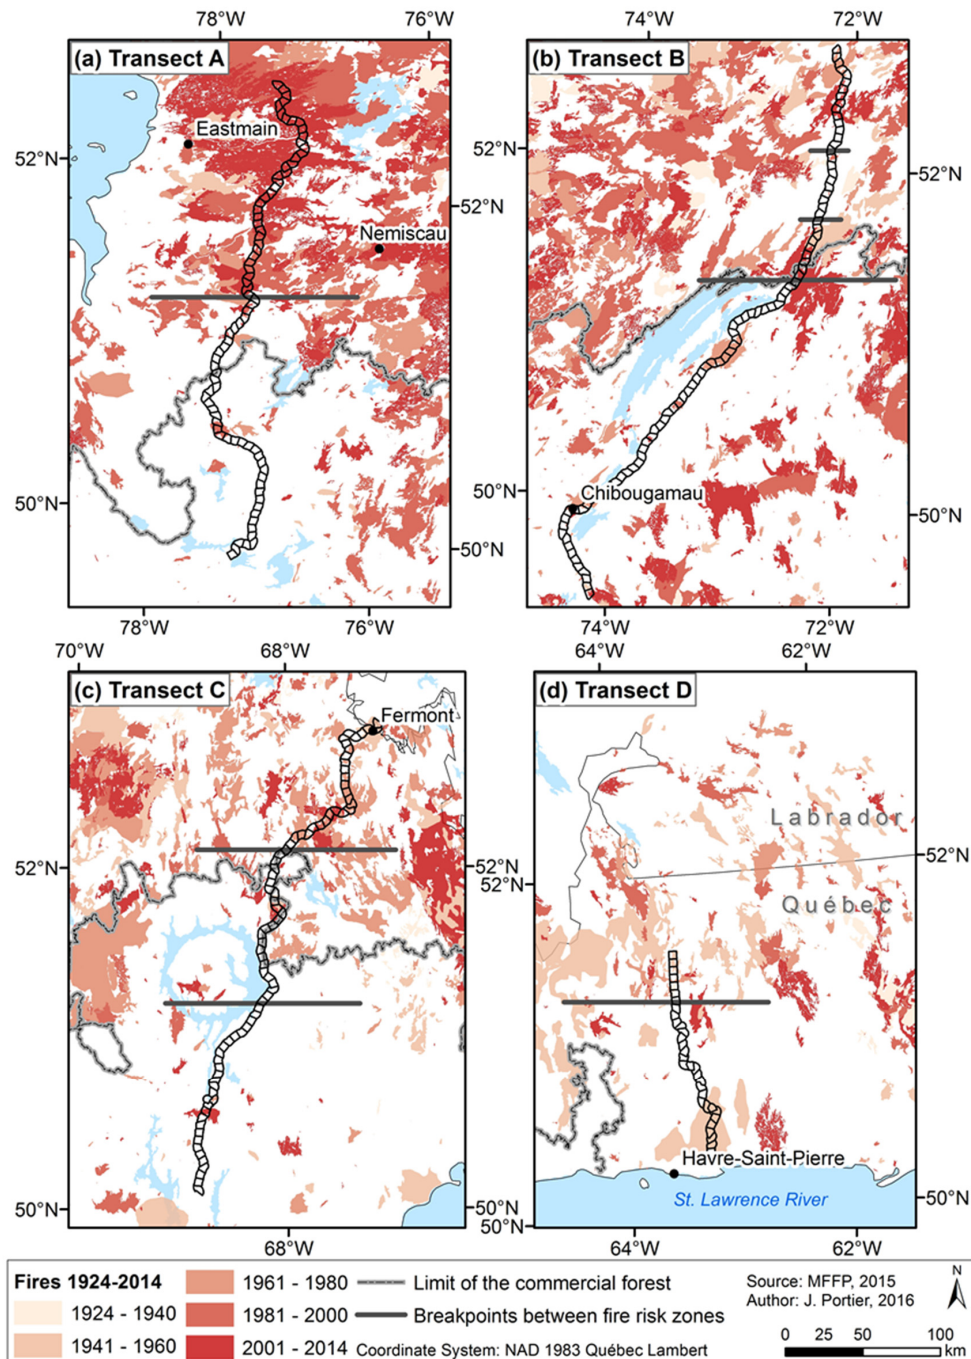 78°W
76°W
(a) Transect A
Eastmain
52°N
52°N
Nemiscau
50°N
50°N
78°W
76°W
74°W
72°W
(b) Transect B
52°N
52°N
Chibougamau
50°N
50°N
74°W
72°W
70°W
68°W
(c) Transect C
Fermont
52°N
52°N
50°N
50°N
68°W
64°W
62°W
(d) Transect D
Labrador
52°N
52°N
Québec
Havre-Saint-Pierre
St. Lawrence River
50°N
50°N
64°W
62°W
Fires 1924-2014
1924 - 1940
1941 - 1960
1961 - 1980
1981 - 2000
2001 - 2014
Limit of the commercial forest
Breakpoints between fire risk zones
Coordinate System: NAD 1983 Québec Lambert
Source: MFFP, 2015
Author: J. Portier, 2016
N
0 25 50 100
km